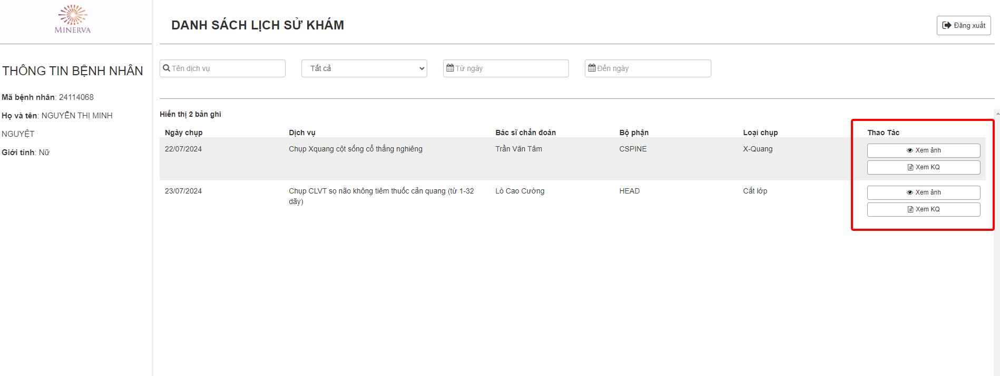 MINERVA
DANH SÁCH LỊCH SỬ KHÁM
Đăng xuất
THÔNG TIN BỆNH NHÂN
Mã bệnh nhân: 24114068
Họ và tên: NGUYỄN THỊ MINH
NGUYỆT
Giới tính: Nữ
Tên dịch vụ
Tất cả
Từ ngày
Đến ngày
Hiển thị 2 bản ghi
Ngày chụp Dịch vụ Bác sĩ chẩn đoán Bộ phận Loại chụp Thao Tác
22/07/2024 Chụp Xquang cột sống cổ thẳng nghiêng Trần Văn Tâm CSPINE X-Quang Xem ảnh
Xem KQ
23/07/2024 Chụp CLVT sọ não không tiêm thuốc cản quang (từ 1-32 Lò Cao Cường HEAD Cắt lớp Xem ảnh
dãy)
Xem KQ